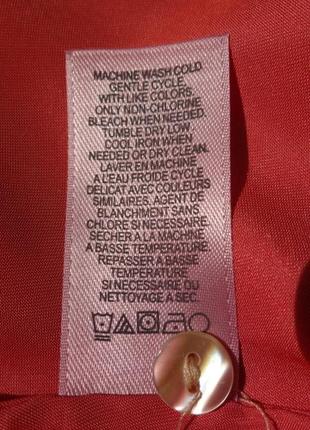 MACHINE WASH COLD,
GENTLE CYCLE
WITH LIKE COLORS.
ONLY NON-CHLORINE
BLEACH WHEN NEEDED.
TUMBLE DRY LOW.
COOL IRON WHEN
NEEDED OR DRY CLEAN.
LAVER EN MACHINE
A L'EAU FROIDE CYCLE
DELICAT AVEC COULEURS
SIMILAIRES, AGENT DE
BLANCHIMENT SANS
CHLORE SI NECESSAIRE.
SECHER A LA MACHINE
A BASSE TEMPERATURE.
REPASSER A BASSE
TEMPERATURE
SI NECESSAIRE OU
NETTOYAGE A SEC.